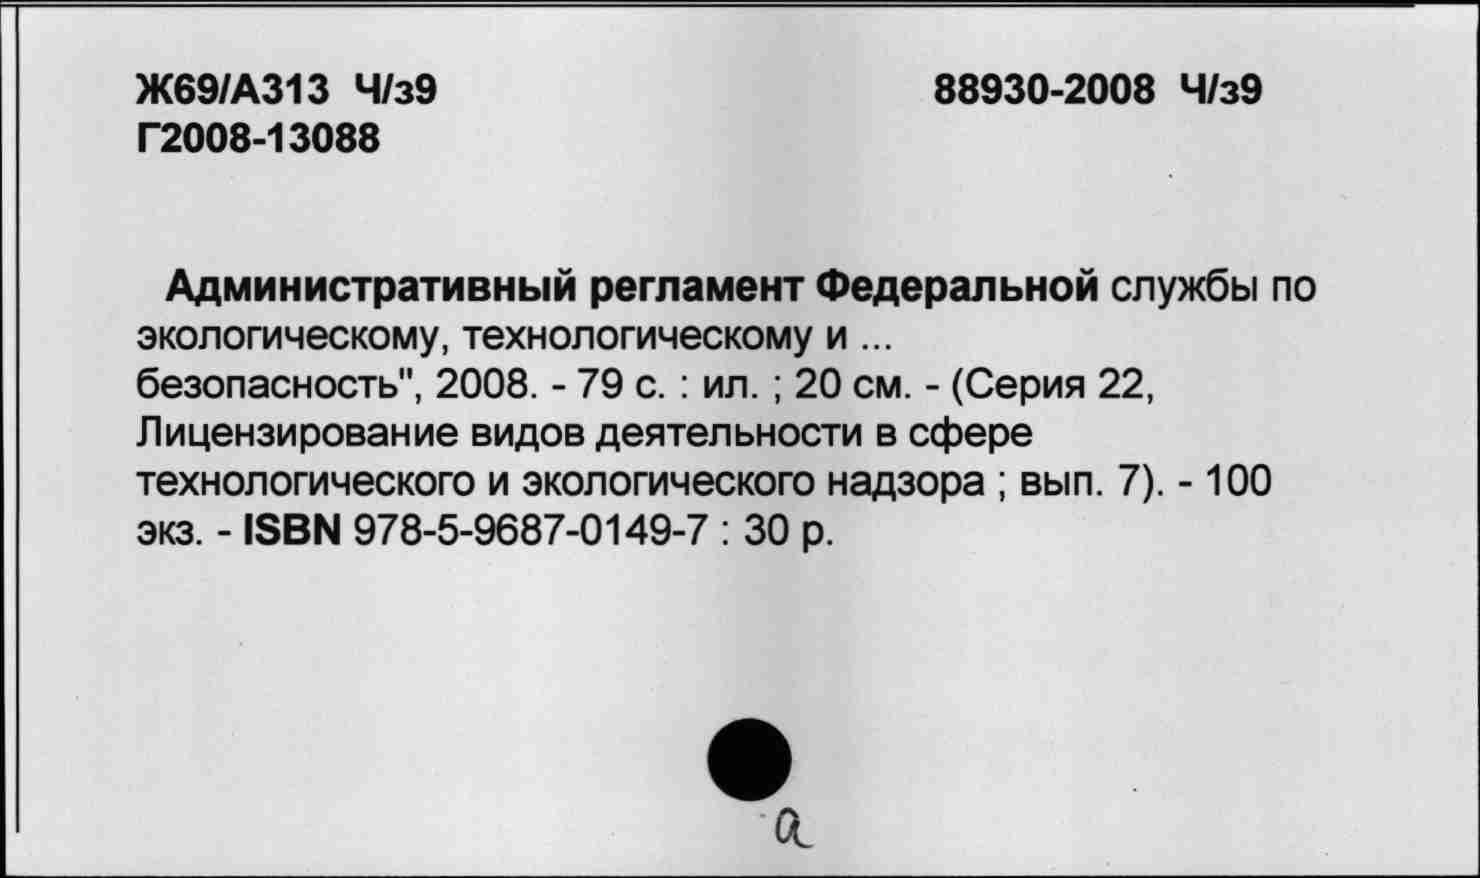 Ж69/А313 Ч/з9 88930-2008 Ч/з9
Г2008-13088
Административный регламент Федеральной службы по
экологическому, технологическому и ...
безопасность", 2008. - 79 с. : ил. ; 20 см. - (Серия 22,
Лицензирование видов деятельности в сфере
технологического и экологического надзора ; вып. 7). - 100
экз. - ISBN 978-5-9687-0149-7 : 30 р.
а